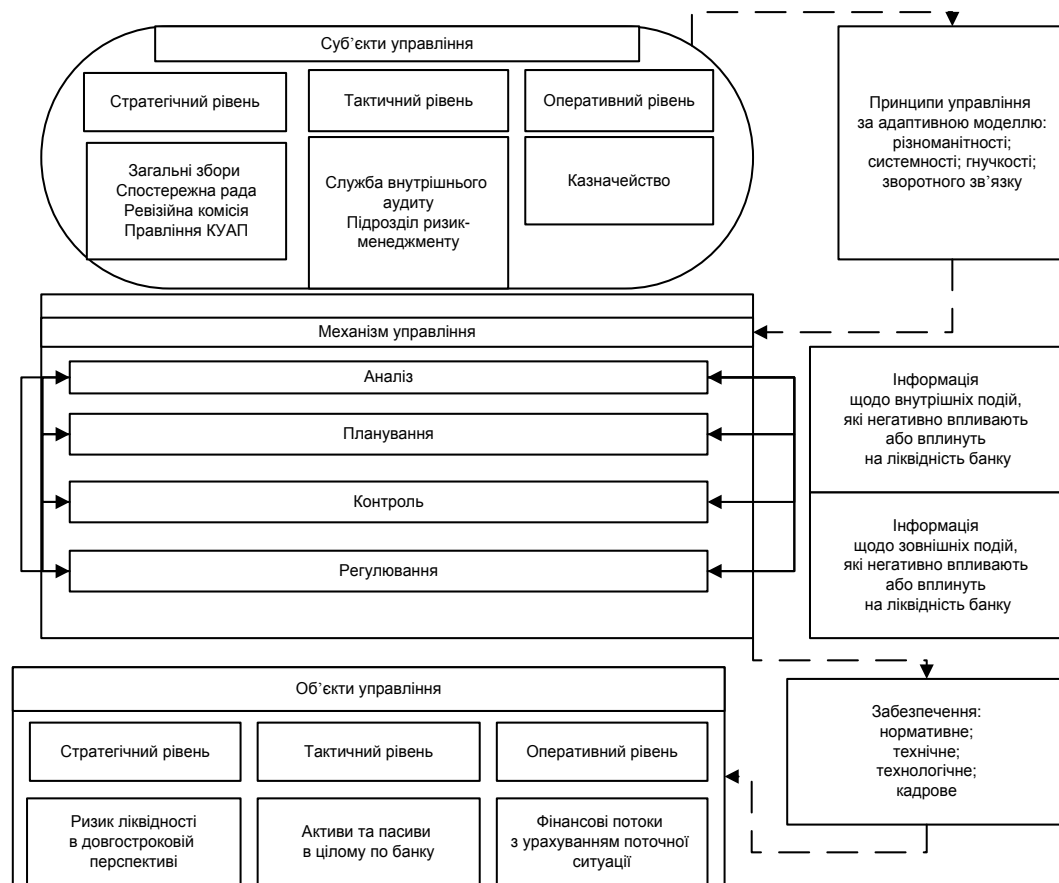 Суб’єкти управління
Стратегічний рівень
Тактичний рівень
Оперативний рівень
Загальні збори
Спостережна рада
Ревізійна комісія
Правління КУАП
Служба внутрішнього
аудиту
Підрозділ ризик-
менеджменту
Казначейство
Принципи управління
за адаптивною моделлю:
різноманітності;
системності; гнучкості;
зворотного зв’язку
Механізм управління
Аналіз
Планування
Контроль
Регулювання
Інформація
щодо внутрішніх подій,
які негативно впливають
або вплинуть
на ліквідність банку
Інформація
щодо зовнішніх подій,
які негативно впливають
або вплинуть
на ліквідність банку
Об’єкти управління
Стратегічний рівень
Тактичний рівень
Оперативний рівень
Ризик ліквідності
в довгостроковій
перспективі
Активи та пасиви
в цілому по банку
Фінансові потоки
з урахуванням поточної
ситуації
Забезпечення:
нормативне;
технічне;
технологічне;
кадрове